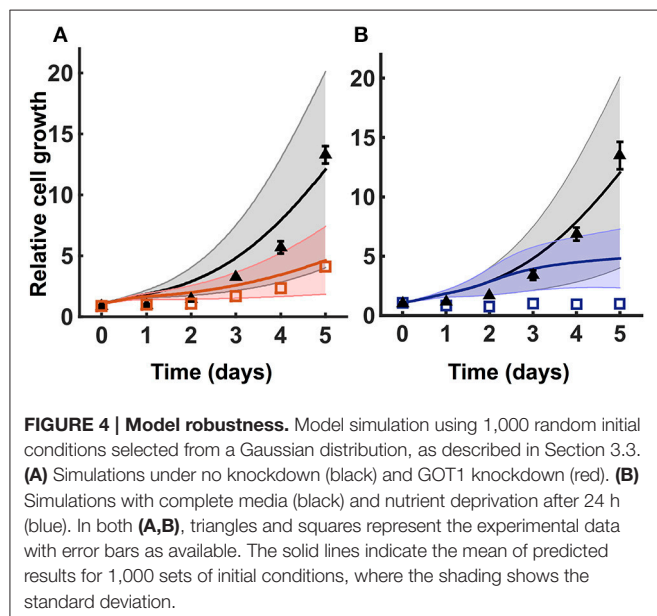 A
B
Relative cell growth
20
15
10
5
0
0 1 2 3 4 5
Time (days)
20
15
10
5
0
0 1 2 3 4 5
Time (days)
FIGURE 4 | Model robustness. Model simulation using 1,000 random initial
conditions selected from a Gaussian distribution, as described in Section 3.3.
(A) Simulations under no knockdown (black) and GOT1 knockdown (red). (B)
Simulations with complete media (black) and nutrient deprivation after 24 h
(blue). In both (A,B), triangles and squares represent the experimental data
with error bars as available. The solid lines indicate the mean of predicted
results for 1,000 sets of initial conditions, where the shading shows the
standard deviation.